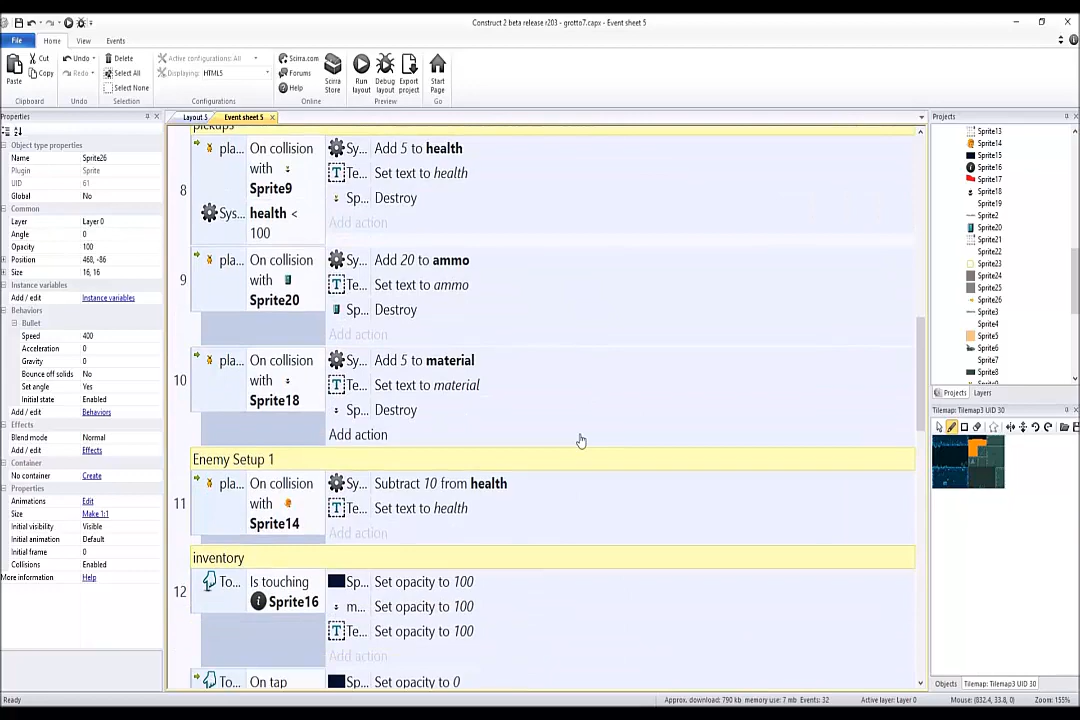 Construct 2 beta release r203 - grotto7.capx - Event sheet 5
File Home View Events
Paste Cut Copy Clipboard
Undo Redo Undo
Delete Select All Select None Selection
Active configurations: All
Displaying: HTML5
Configurations
Scirra.com Forums Help Scirra Store Online
Run layout Debug layout Export project Preview
Start Page Go
Properties
Layout 5 Event sheet 5
Projects
Object type properties
Name Sprite26
Plugin Sprite
UID 61
Global No
Common
Layer Layer 0
Angle 0
Opacity 100
Position 468, -86
Size 16, 16
Instance variables
Add / edit Instance variables
Behaviors
Bullet
Speed 400
Acceleration 0
Gravity 0
Bounce off solids No
Set angle Yes
Initial state Enabled
Add / edit Behaviors
Effects
Blend mode Normal
Add / edit Effects
Container
No container Create
Properties
Animations Edit
Size Make 1:1
Initial visibility Visible
Initial animation Default
Initial frame 0
Collisions Enabled
More information Help
pickups
8 pla... On collision with Sprite9
Sys... health < 100
Sy... Add 5 to health
Te... Set text to health
Sp... Destroy
Add action
9 pla... On collision with Sprite20
Sy... Add 20 to ammo
Te... Set text to ammo
Sp... Destroy
Add action
10 pla... On collision with Sprite18
Sy... Add 5 to material
Te... Set text to material
Sp... Destroy
Add action
Enemy Setup 1
11 pla... On collision with Sprite14
Sy... Subtract 10 from health
Te... Set text to health
Add action
inventory
12 To... Is touching Sprite16
Sp... Set opacity to 100
m... Set opacity to 100
Te... Set opacity to 100
Add action
To... On tap
Sp... Set opacity to 0
Sprite13
Sprite14
Sprite15
Sprite16
Sprite17
Sprite18
Sprite19
Sprite2
Sprite20
Sprite21
Sprite22
Sprite23
Sprite24
Sprite25
Sprite26
Sprite3
Sprite4
Sprite5
Sprite6
Sprite7
Sprite8
Projects Layers
Tilemap: Tilemap3 UID 30
Objects Tilemap: Tilemap3 UID 30
Ready
Approx. download: 790 kb memory use: 7 mb Events: 32 Active layer: Layer 0 Mouse: (832.4, 33.8, 0) Zoom: 155%